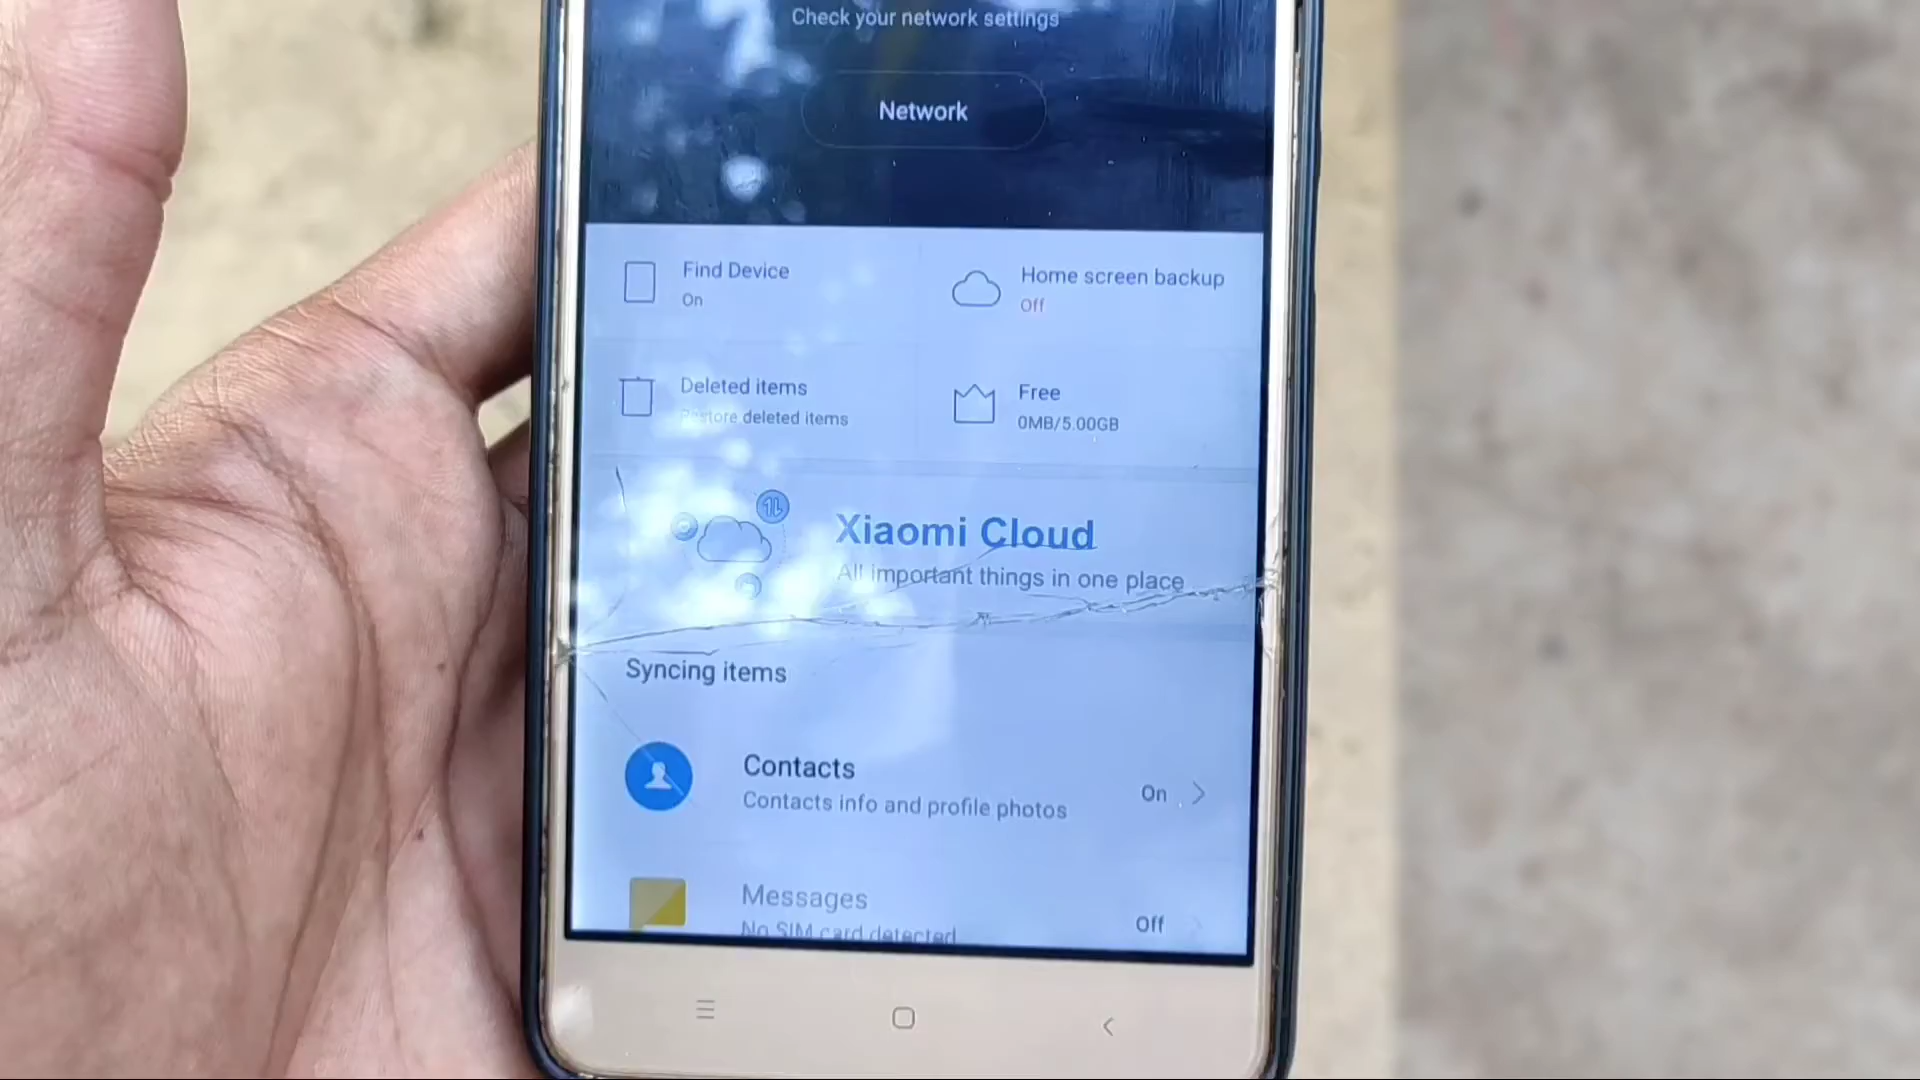 Check your network settings
Network
Find Device
On
Home screen backup
Off
Deleted items
Restore deleted items
Free
0MB/5.00GB
Xiaomi Cloud
All important things in one place
Syncing items
Contacts
Contacts info and profile photos
On
Messages
No SIM card detected
Off